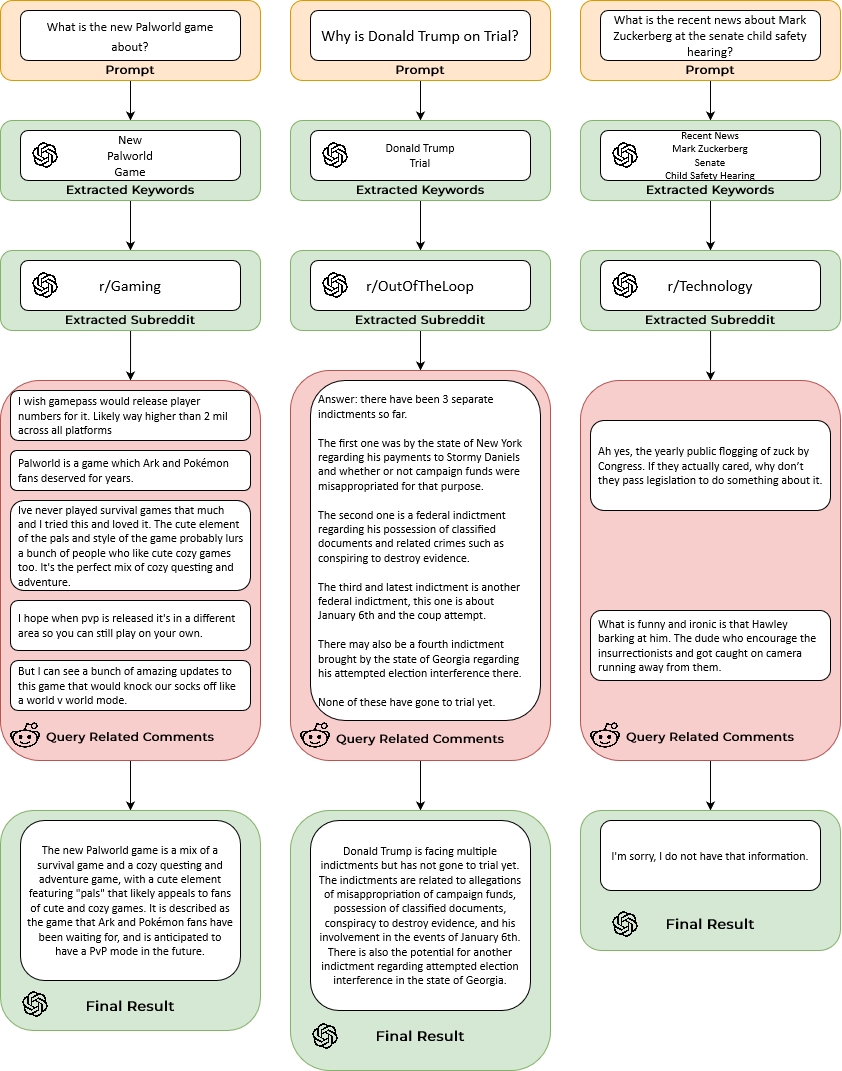 What is the new Palworld game
about?
Prompt
New
Palworld
Game
Extracted Keywords
r/Gaming
Extracted Subreddit
I wish gamepass would release player
numbers for it. Likely way higher than 2 mil
across all platforms
Palworld is a game which Ark and Pokémon
fans deserved for years.
Ive never played survival games that much
and I tried this and loved it. The cute element
of the pals and style of the game probably lurs
a bunch of people who like cute cozy games
too. It's the perfect mix of cozy questing and
adventure.
I hope when pvp is released it's in a different
area so you can still play on your own.
But I can see a bunch of amazing updates to
this game that would knock our socks off like
a world v world mode.
Query Related Comments
The new Palworld game is a mix of a
survival game and a cozy questing and
adventure game, with a cute element
featuring "pals" that likely appeals to fans
of cute and cozy games. It is described as
the game that Ark and Pokémon fans have
been waiting for, and is anticipated to
have a PvP mode in the future.
Final Result
Why is Donald Trump on Trial?
Prompt
Donald Trump
Trial
Extracted Keywords
r/OutOfTheLoop
Extracted Subreddit
Answer: there have been 3 separate
indictments so far.
The first one was by the state of New York
regarding his payments to Stormy Daniels
and whether or not campaign funds were
misappropriated for that purpose.
The second one is a federal indictment
regarding his possession of classified
documents and related crimes such as
conspiring to destroy evidence.
The third and latest indictment is another
federal indictment, this one is about
January 6th and the coup attempt.
There may also be a fourth indictment
brought by the state of Georgia regarding
his attempted election interference there.
None of these have gone to trial yet.
Query Related Comments
Donald Trump is facing multiple
indictments but has not gone to trial yet.
The indictments are related to allegations
of misappropriation of campaign funds,
possession of classified documents,
conspiracy to destroy evidence, and his
involvement in the events of January 6th.
There is also the potential for another
indictment regarding attempted election
interference in the state of Georgia.
Final Result
What is the recent news about Mark
Zuckerberg at the senate child safety
hearing?
Prompt
Recent News
Mark Zuckerberg
Senate
Child Safety Hearing
Extracted Keywords
r/Technology
Extracted Subreddit
Ah yes, the yearly public flogging of zuck by
Congress. If they actually cared, why don't
they pass legislation to do something about it.
What is funny and ironic is that Hawley
barking at him. The dude who encourage the
insurrectionists and got caught on camera
running away from them.
Query Related Comments
I'm sorry, I do not have that information.
Final Result